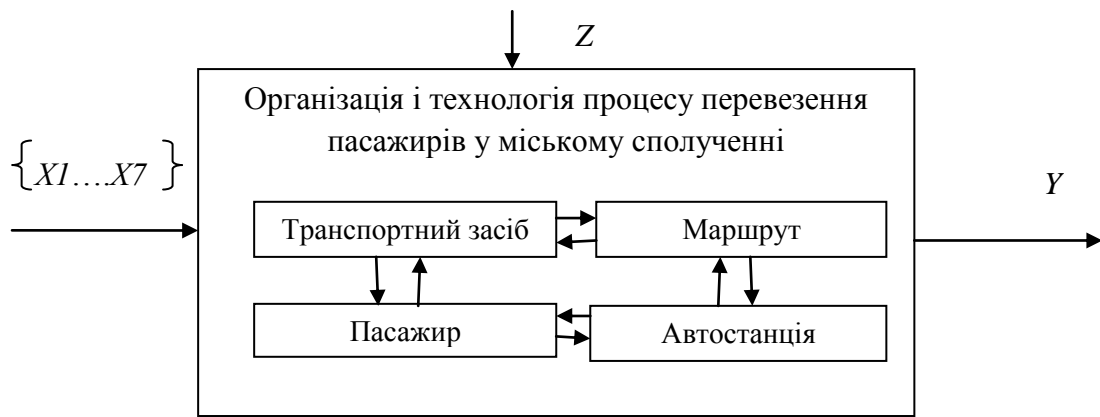 Z
Організація і технологія процесу перевезення
пасажирів у міському сполученні
{X1....X7}
Y
Транспортний засіб
Маршрут
Пасажир
Автостанція